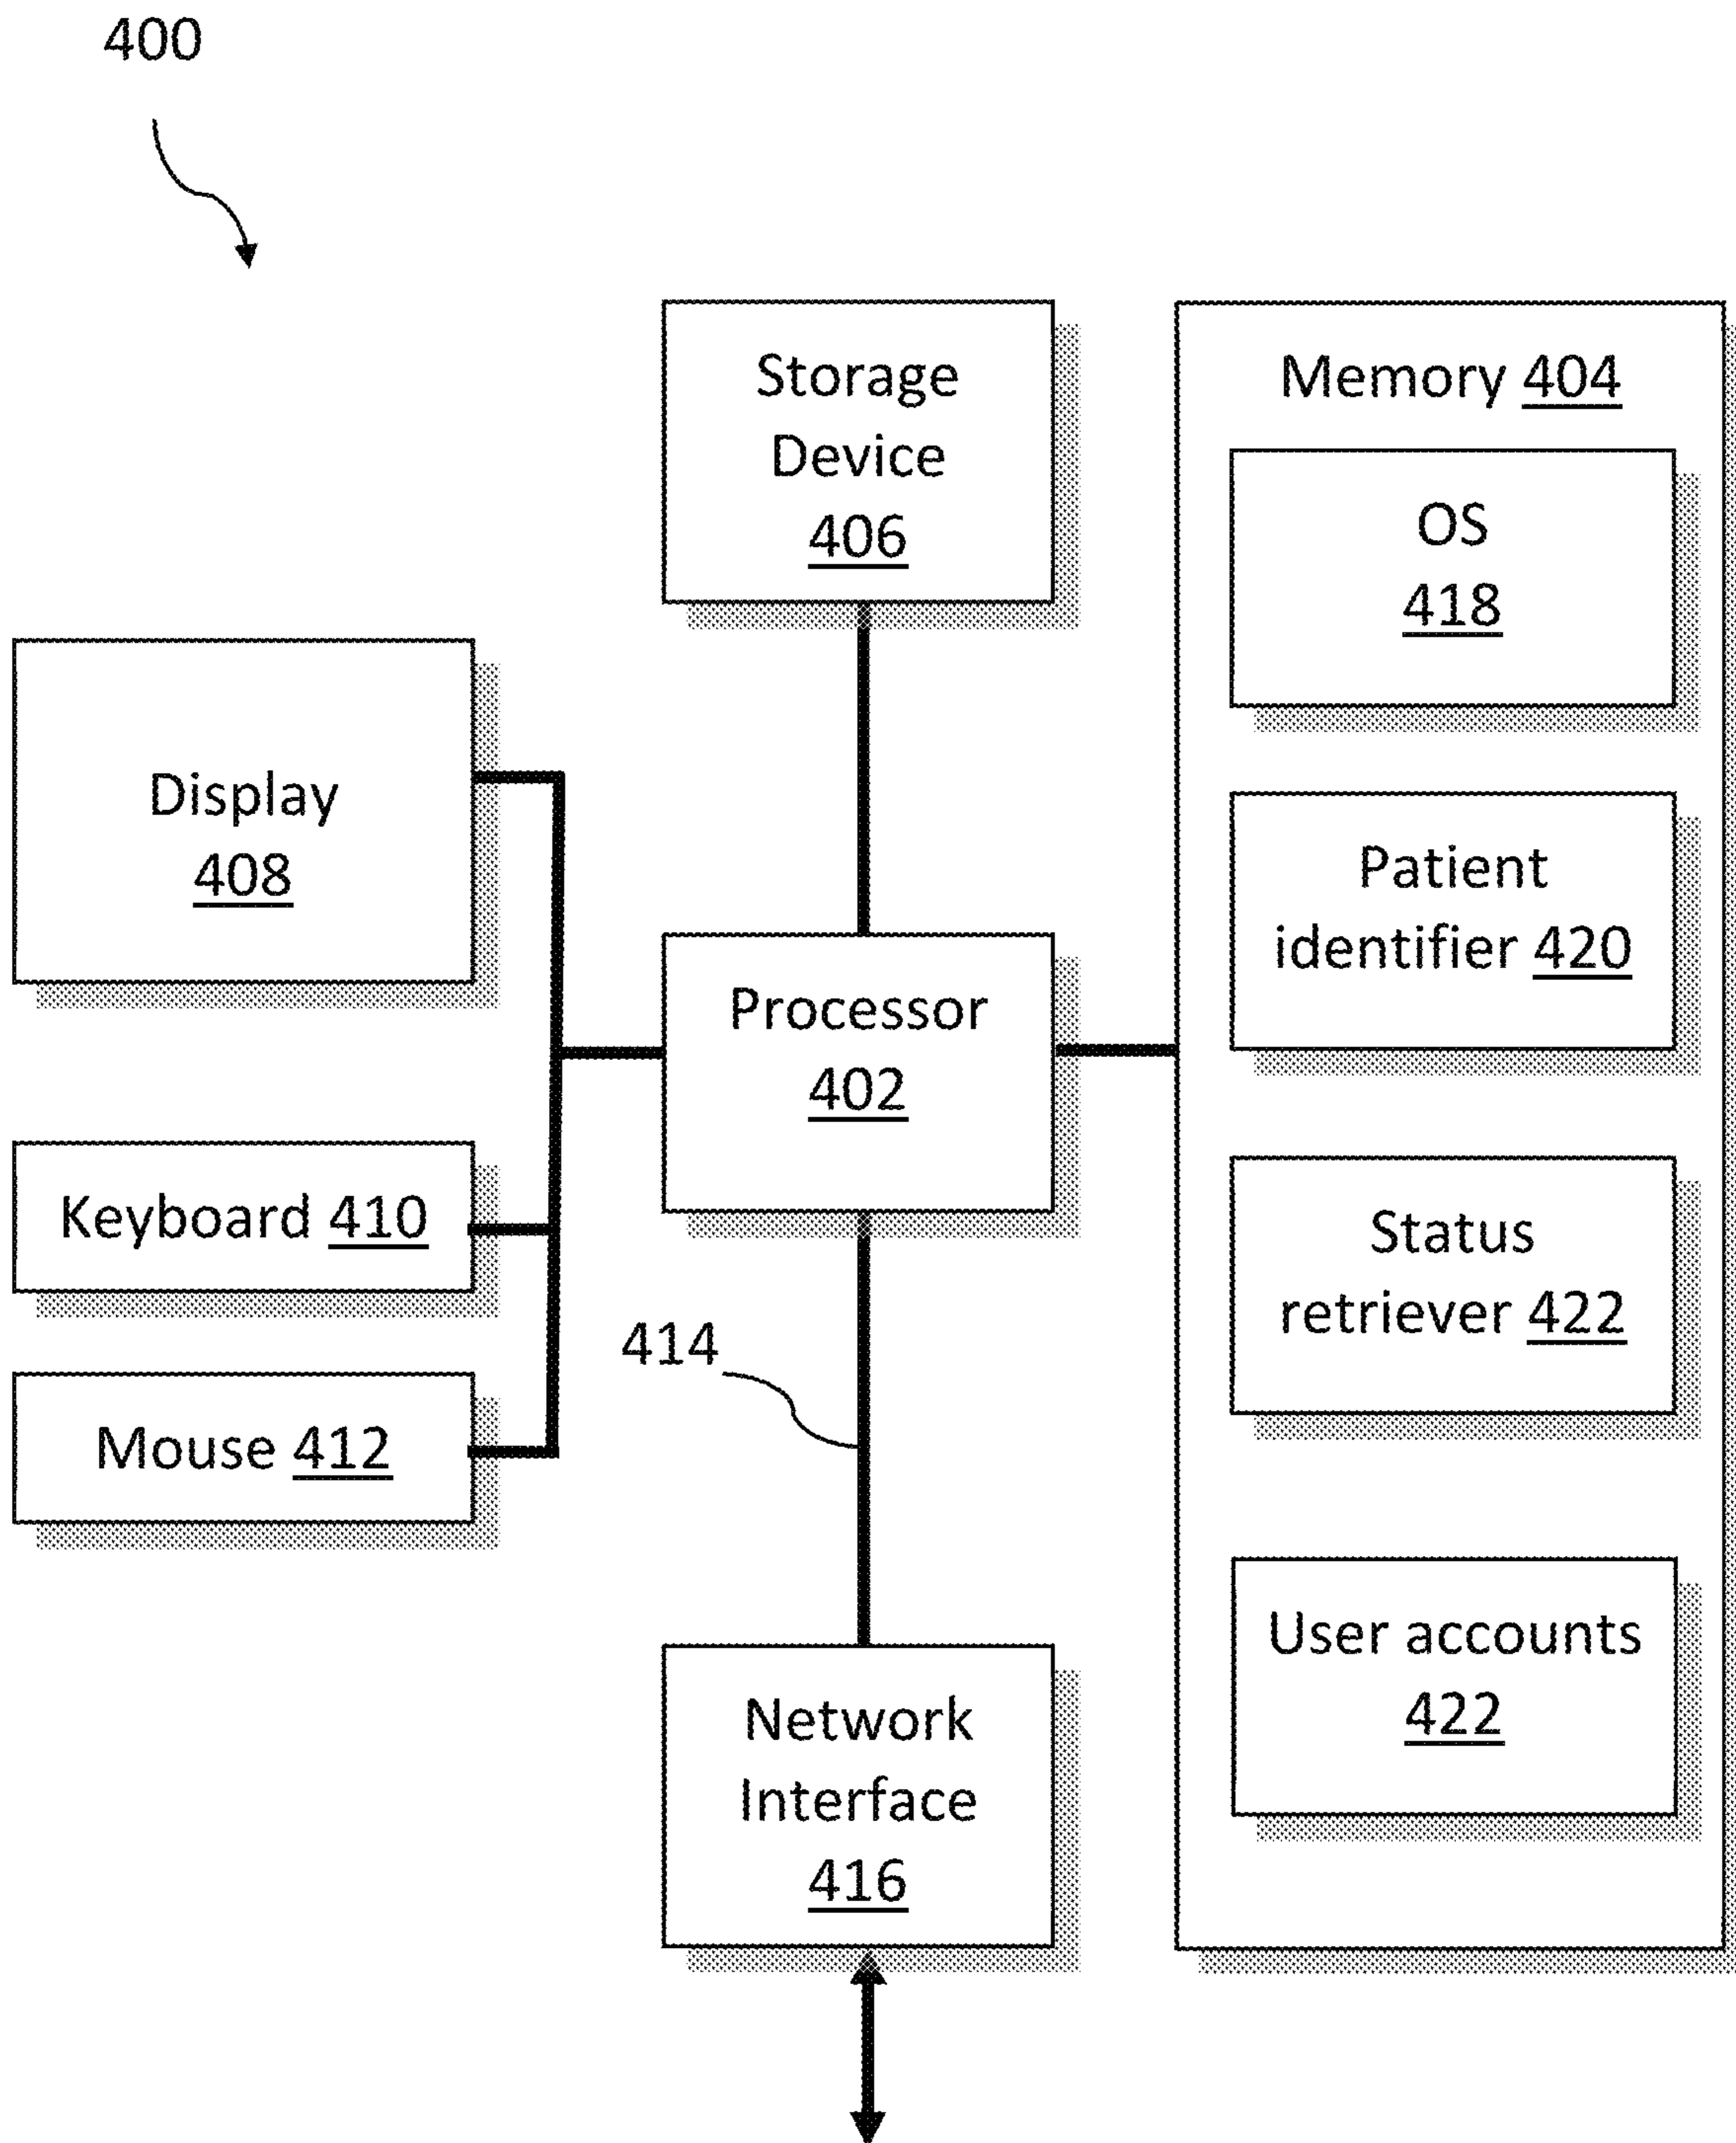 400
Storage
Device
406
Memory 404
OS
418
Display
408
Patient
identifier 420
Processor
402
Keyboard 410
Status
retriever 422
414
Mouse 412
User accounts
422
Network
Interface
416